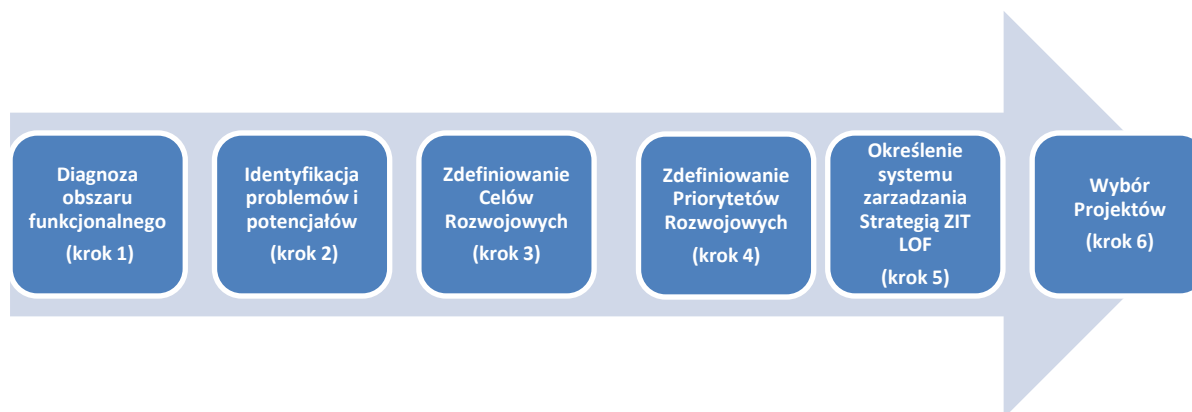 Diagnoza
obszaru
funkcjonalnego
(krok 1)
Identyfikacja
problemów i
potencjałów
(krok 2)
Zdefiniowanie
Celów
Rozwojowych
(krok 3)
Zdefiniowanie
Priorytetów
Rozwojowych
(krok 4)
Określenie
systemu
zarzadzania
Strategią ZIT
LOF
(krok 5)
Wybór
Projektów
(krok 6)